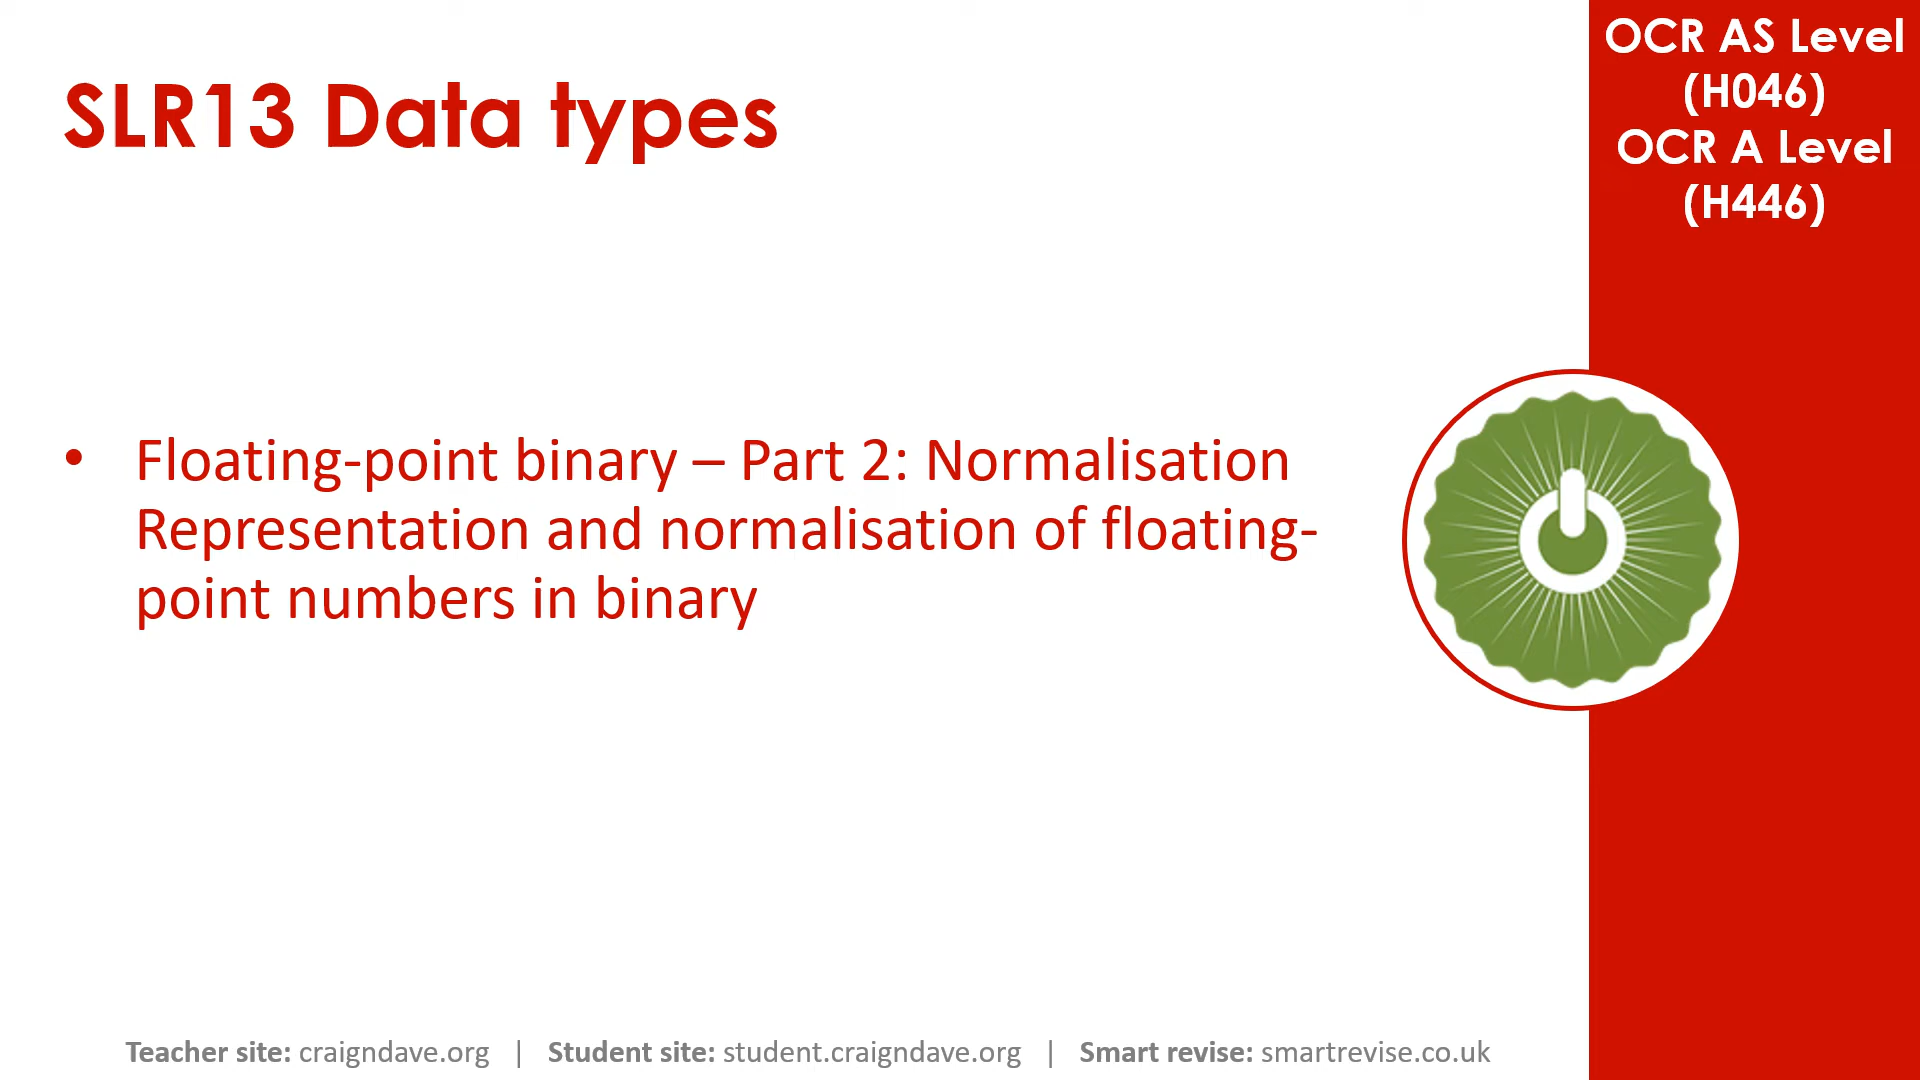 SLR13 Data types
OCR AS Level
(H046)
OCR A Level
(H446)
• Floating-point binary – Part 2: Normalisation
Representation and normalisation of floating-
point numbers in binary
Teacher site: craigndave.org | Student site: student.craigndave.org | Smart revise: smartrevise.co.uk